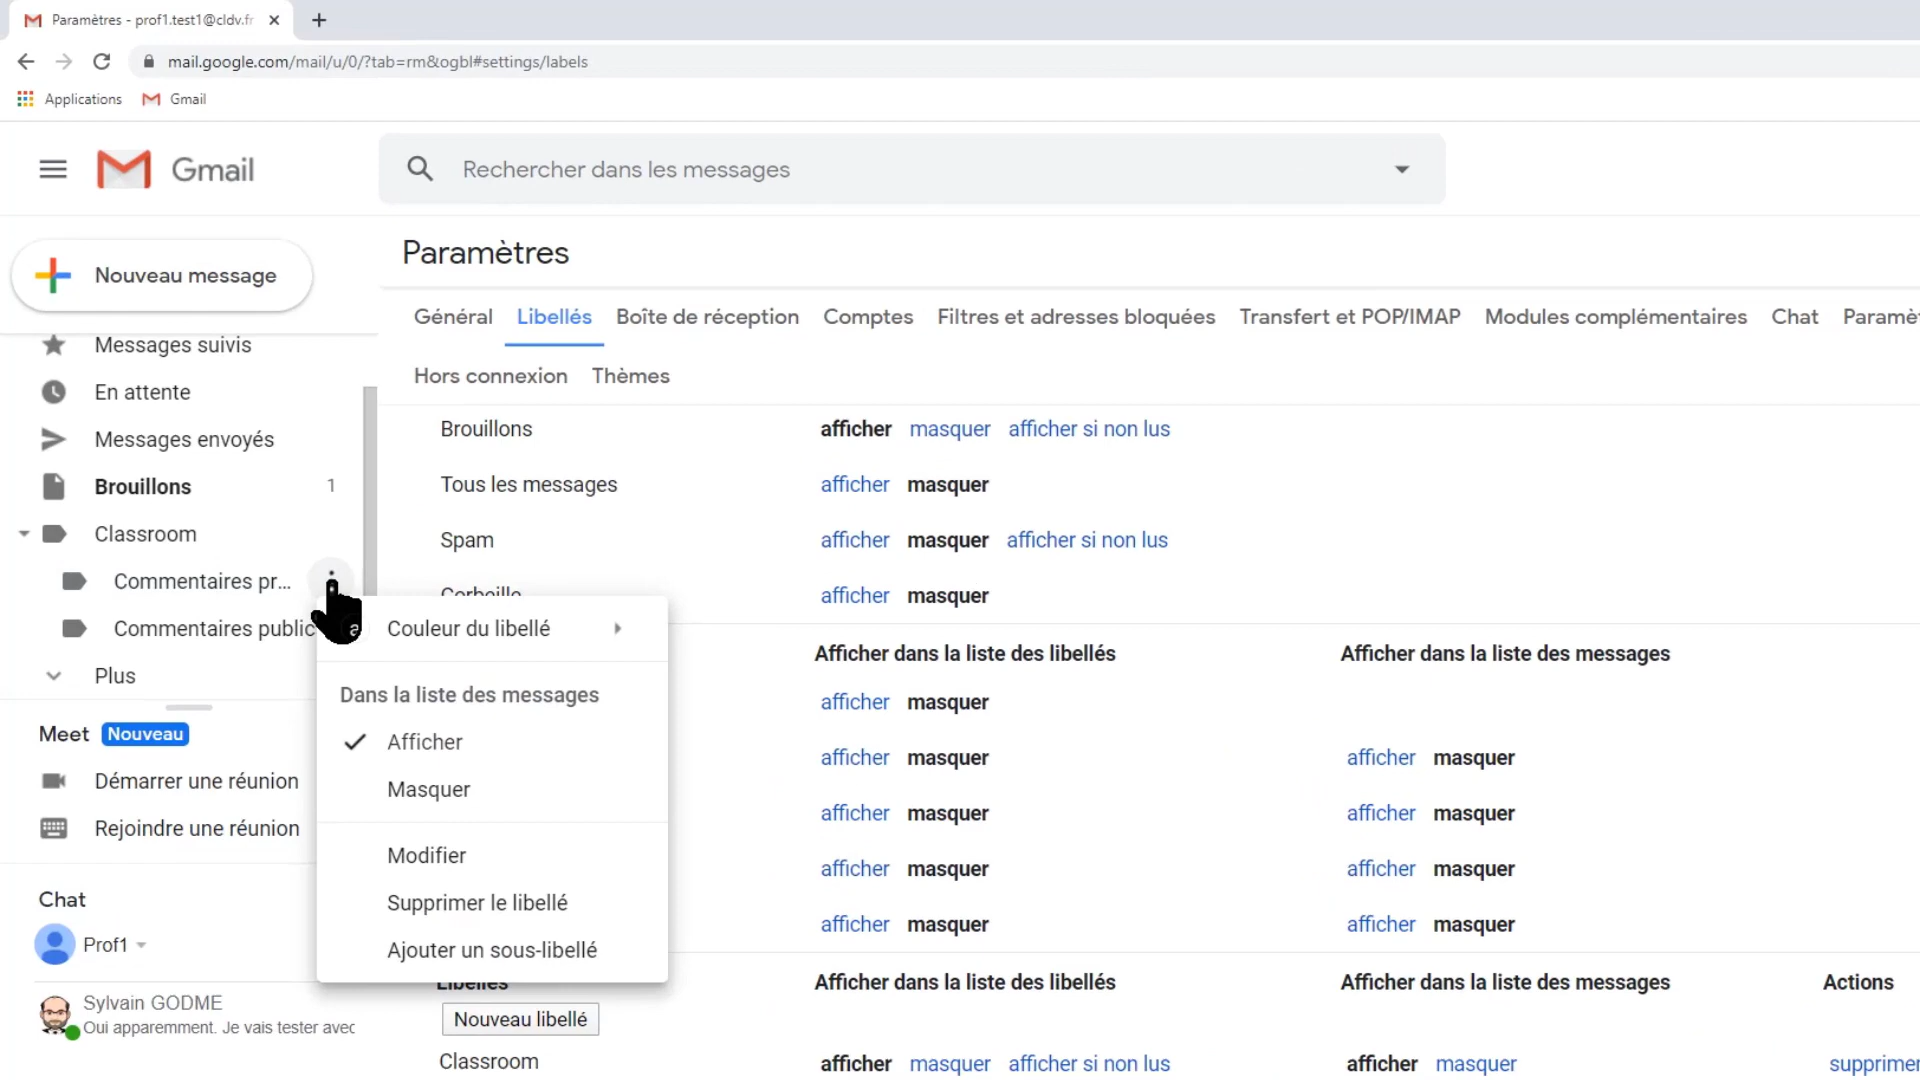 Paramètres - prof1.test1@cldv.fr
mail.google.com/mail/u/0/?tab=rm&ogbl#settings/labels
Applications
Gmail
Gmail
Rechercher dans les messages
Nouveau message
Messages suivis
En attente
Messages envoyés
Brouillons 1
Classroom
Commentaires pr...
Commentaires public
Plus
Meet Nouveau
Démarrer une réunion
Rejoindre une réunion
Chat
Prof1
Sylvain GODME
Oui apparemment. Je vais tester avec
Couleur du libellé
Dans la liste des messages
Afficher
Masquer
Modifier
Supprimer le libellé
Ajouter un sous-libellé
Paramètres
Général Libellés Boîte de réception Comptes Filtres et adresses bloquées Transfert et POP/IMAP Modules complémentaires Chat Paramèt
Hors connexion Thèmes
Brouillons afficher masquer afficher si non lus
Tous les messages afficher masquer
Spam afficher masquer afficher si non lus
Corbeille afficher masquer
Afficher dans la liste des libellés Afficher dans la liste des messages
afficher masquer
afficher masquer afficher masquer
afficher masquer afficher masquer
afficher masquer afficher masquer
afficher masquer afficher masquer
Libellés Afficher dans la liste des libellés Afficher dans la liste des messages Actions
Nouveau libellé
Classroom afficher masquer afficher si non lus afficher masquer supprimer